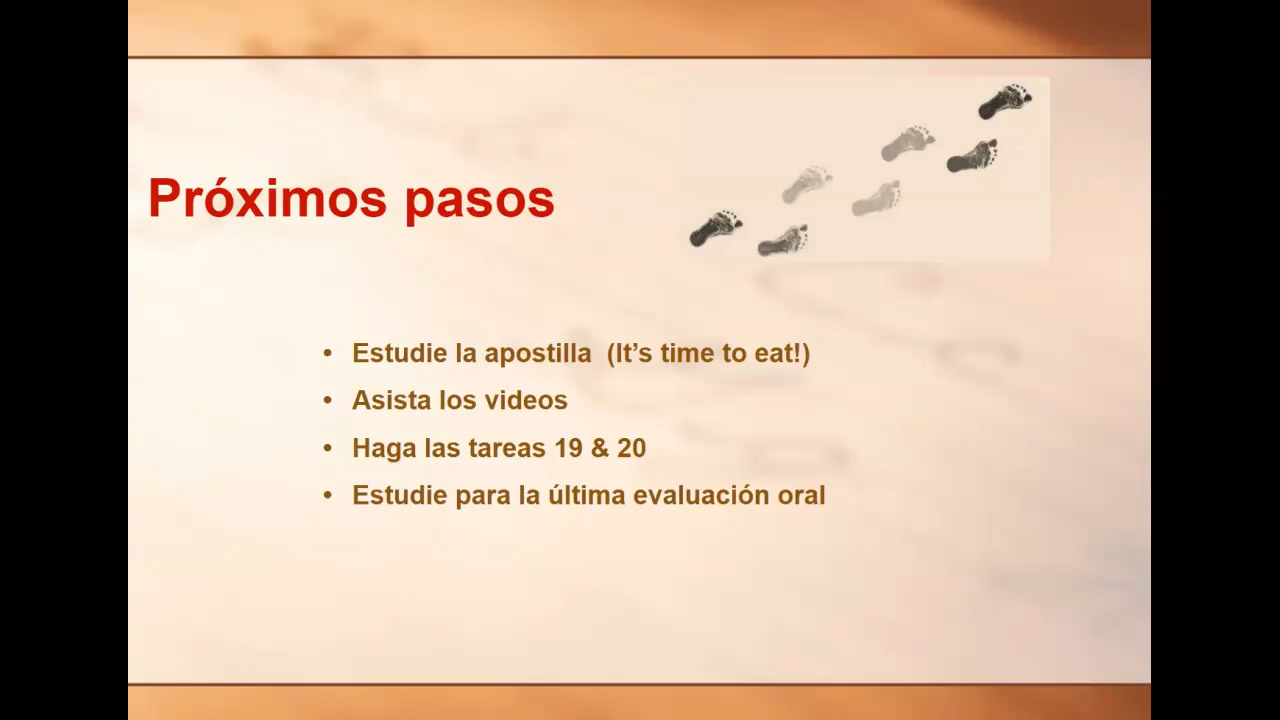 Próximos pasos
• Estudie la apostilla  (It’s time to eat!)
• Asista los videos
• Haga las tareas 19 & 20
• Estudie para la última evaluación oral